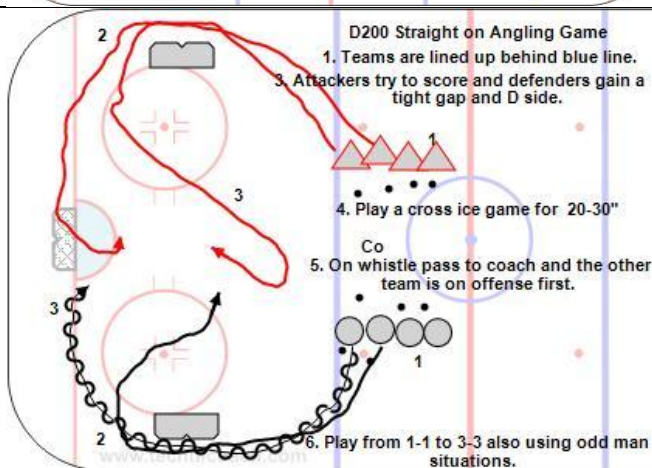 D200 Straight on Angling Game
2
1. Teams are lined up behind blue line.
3. Attackers try to score and defenders gain a
tight gap and D side.
1
3
4. Play a cross ice game for 20-30"
Co
5. On whistle pass to coach and the other
team is on offense first.
3
1
2
6. Play from 1-1 to 3-3 also using odd man
situations.